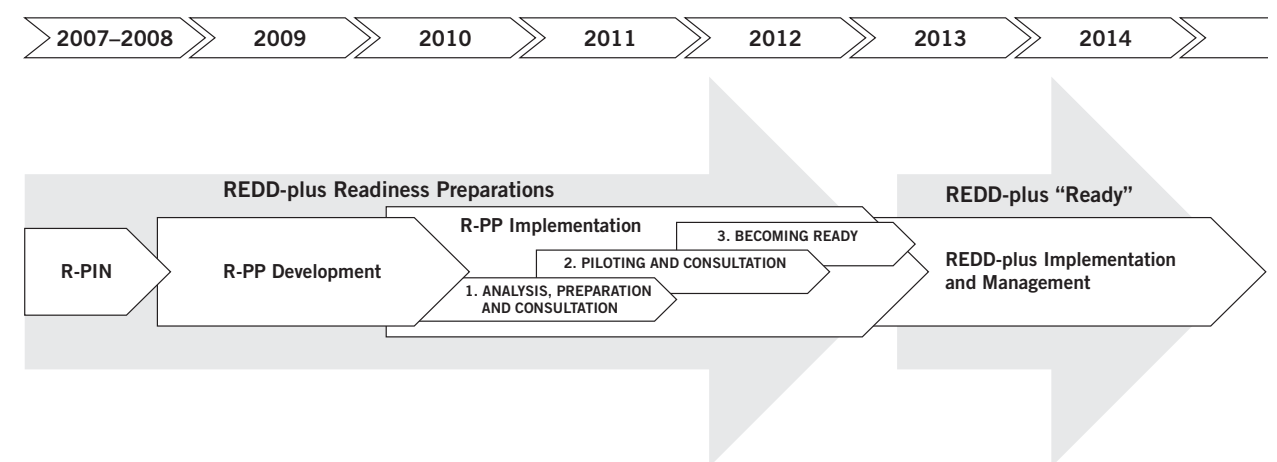 2007–2008 2009 2010 2011 2012 2013 2014
REDD-plus Readiness Preparations
REDD-plus “Ready”
R-PIN
R-PP Development
R-PP Implementation
1. ANALYSIS, PREPARATION
AND CONSULTATION
2. PILOTING AND CONSULTATION
3. BECOMING READY
REDD-plus Implementation
and Management